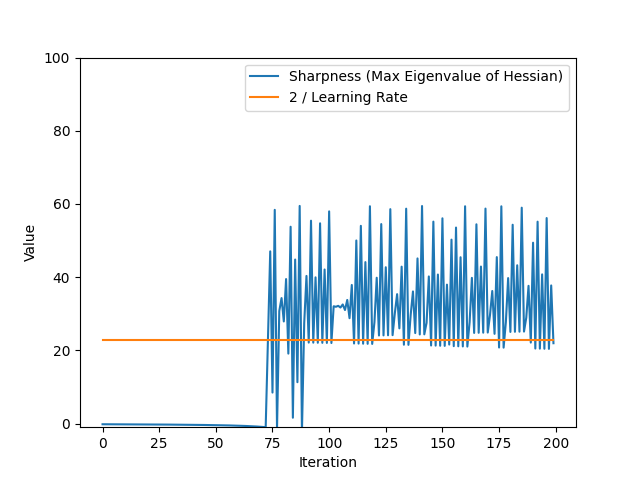 100
80
60
40
20
0
Value
Sharpness (Max Eigenvalue of Hessian)
2 / Learning Rate
0 25 50 75 100 125 150 175 200
Iteration